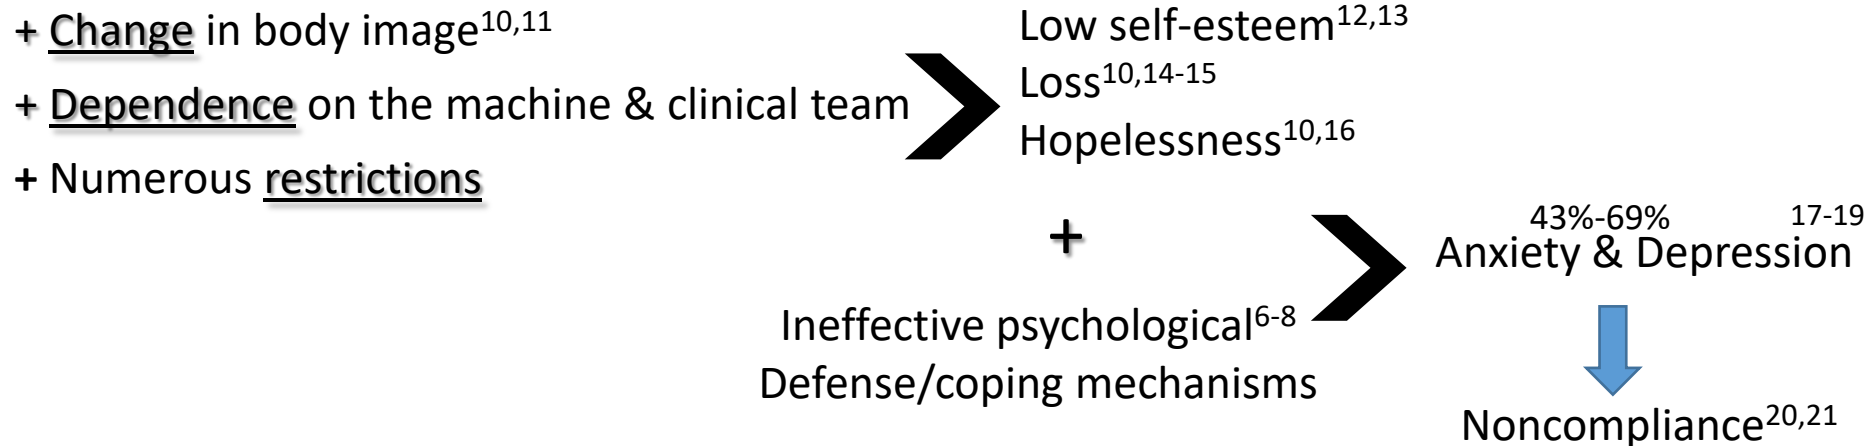 + Change in body image10,11
+ Dependence on the machine & clinical team
+ Numerous restrictions
Low self-esteem12,13
Loss10,14-15
Hopelessness10,16
+
Ineffective psychological6-8
Defense/coping mechanisms
43%-69% 17-19
Anxiety & Depression
Noncompliance20,21